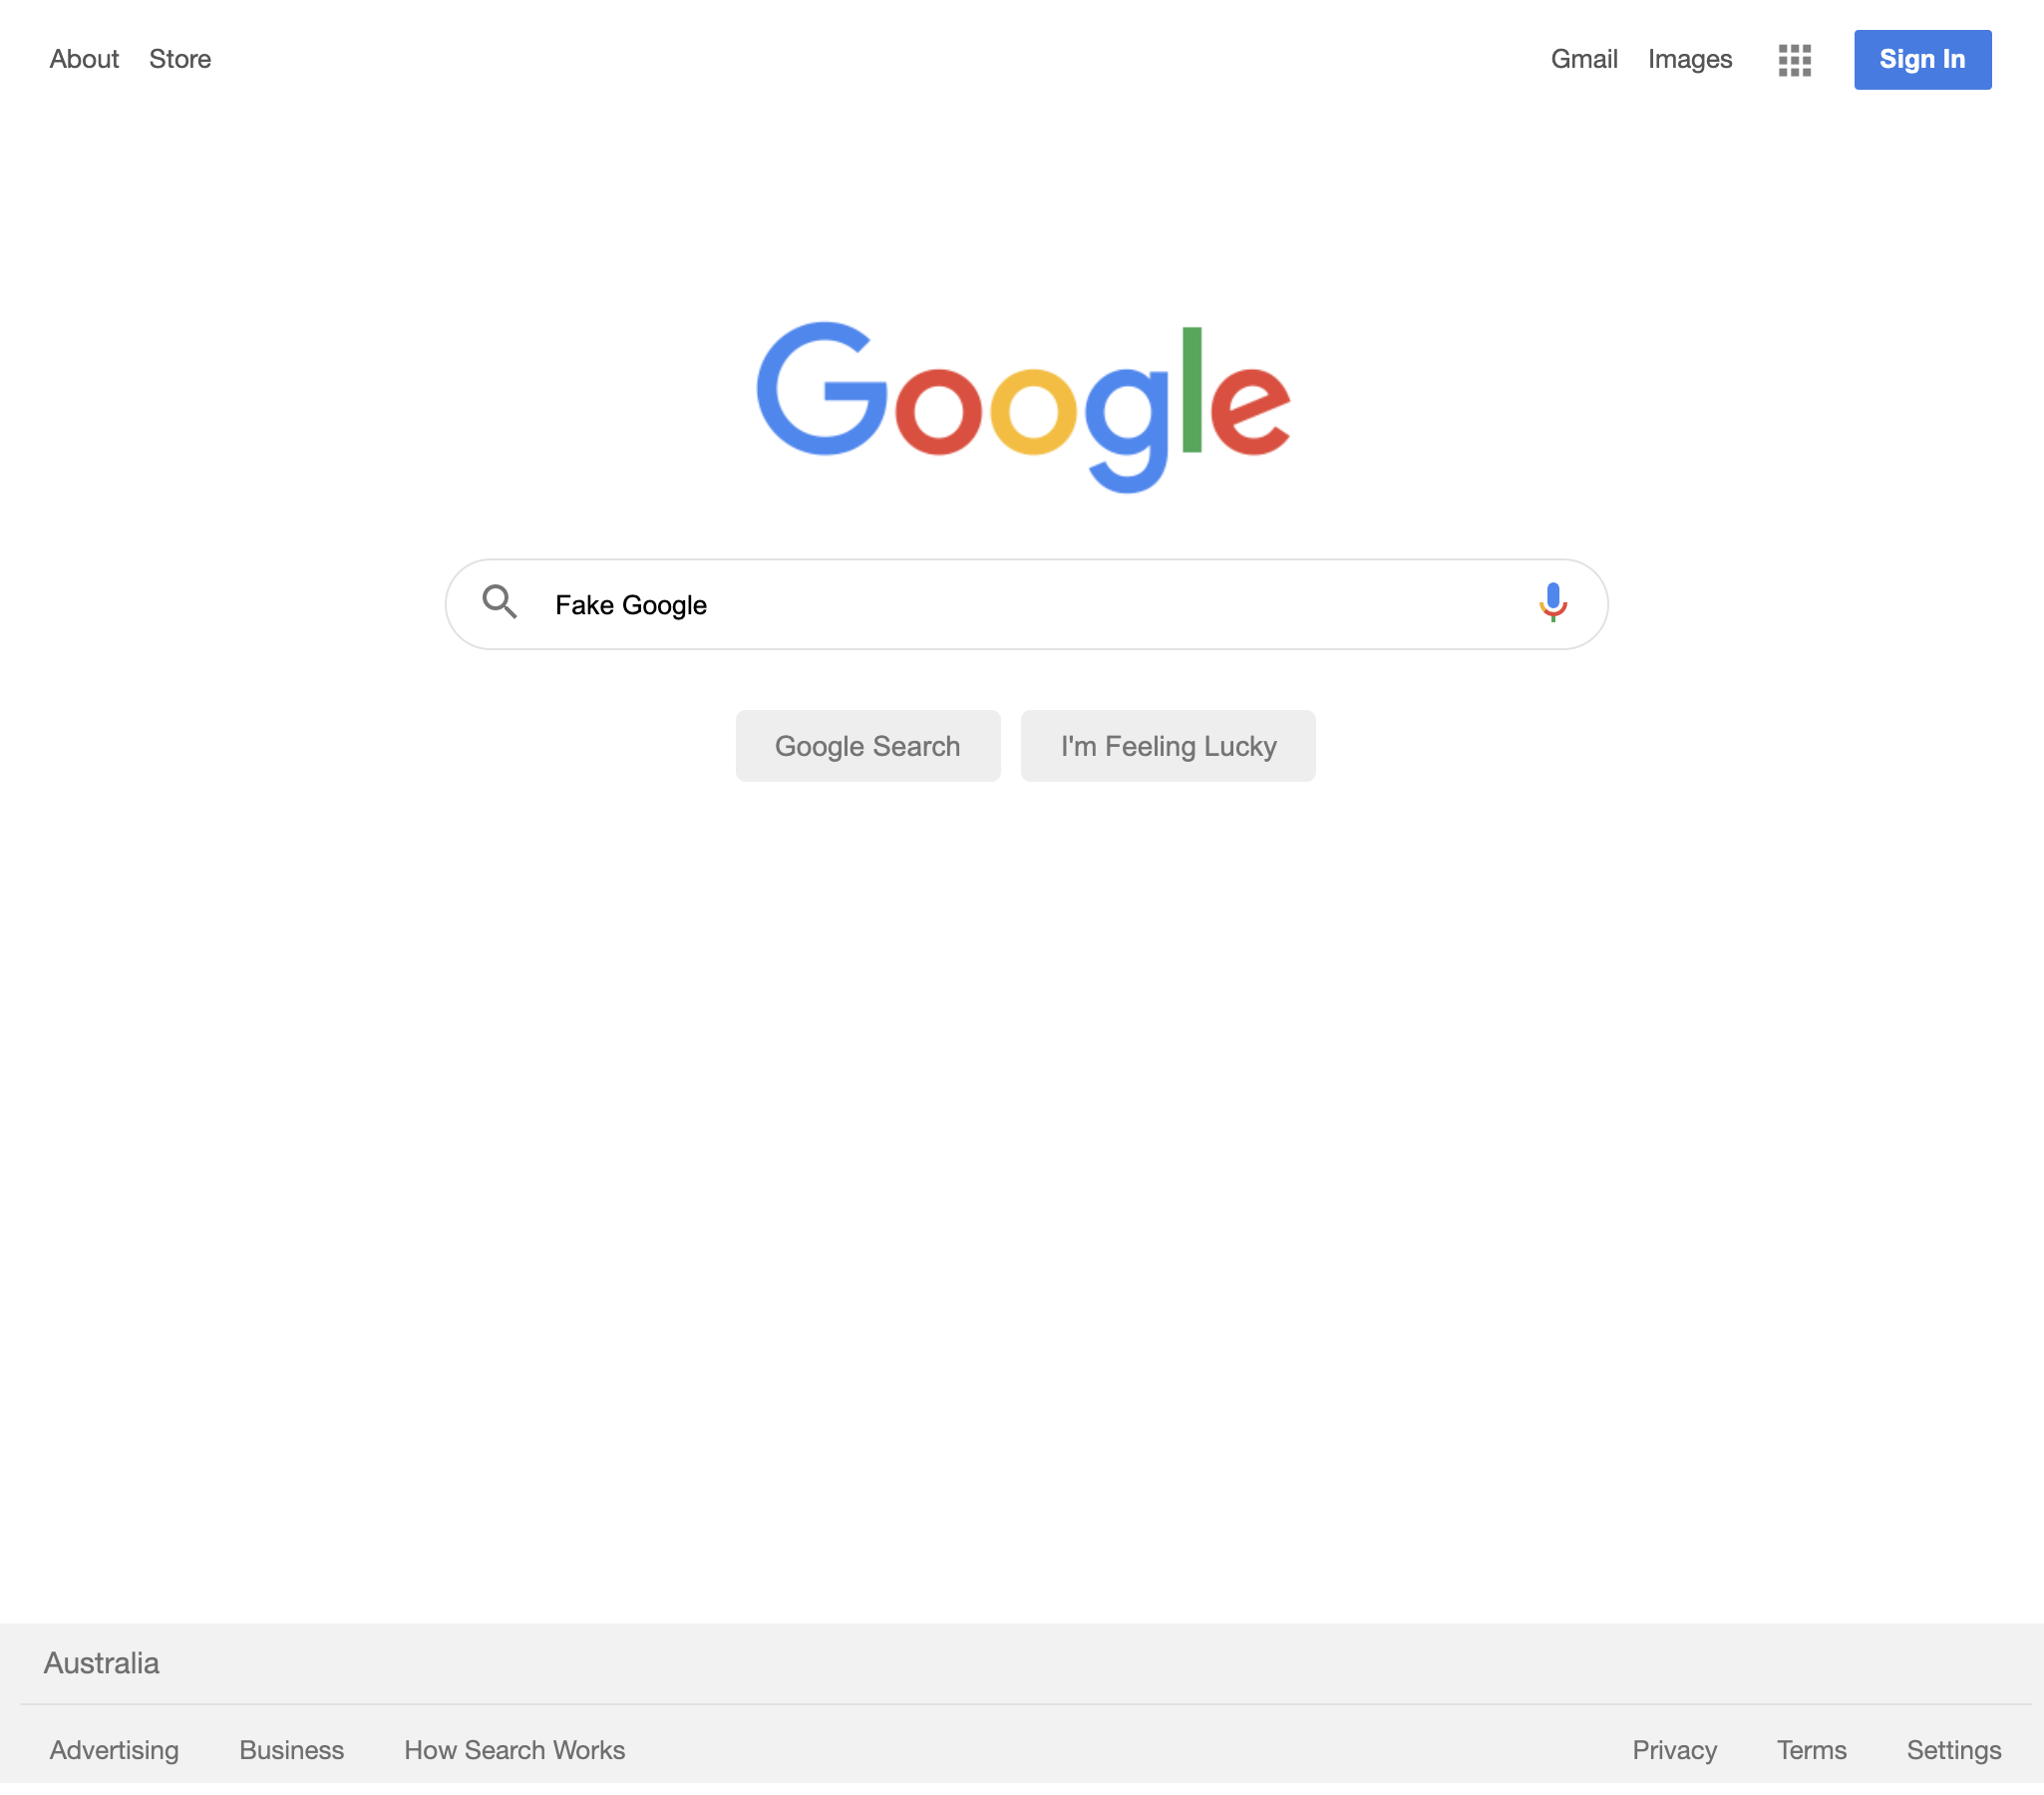 About Store Gmail Images Sign In
Google
Fake Google
Google Search I'm Feeling Lucky
Australia
Advertising Business How Search Works Privacy Terms Settings